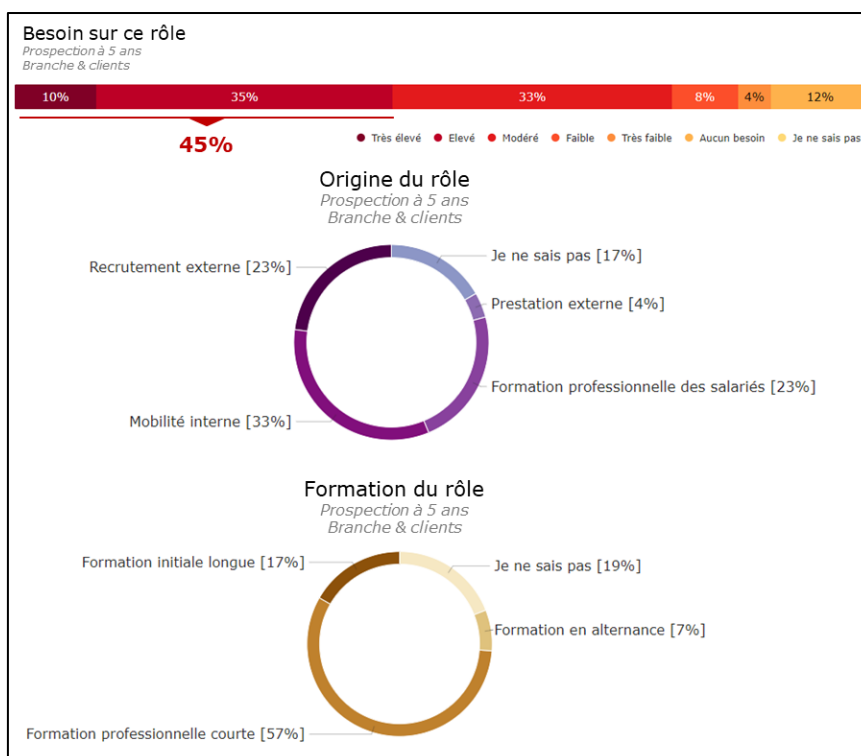 Besoin sur ce rôle
Prospection à 5 ans
Branche & clients
10% 35% 33% 8% 4% 12%
45%
Très élevé Elevé Modéré Faible Très faible Aucun besoin Je ne sais pas
Origine du rôle
Prospection à 5 ans
Branche & clients
Je ne sais pas [17%]
Recrutement externe [23%]
Prestation externe [4%]
Formation professionnelle des salariés [23%]
Mobilité interne [33%]
Formation du rôle
Prospection à 5 ans
Branche & clients
Formation initiale longue [17%]
Je ne sais pas [19%]
Formation en alternance [7%]
Formation professionnelle courte [57%]